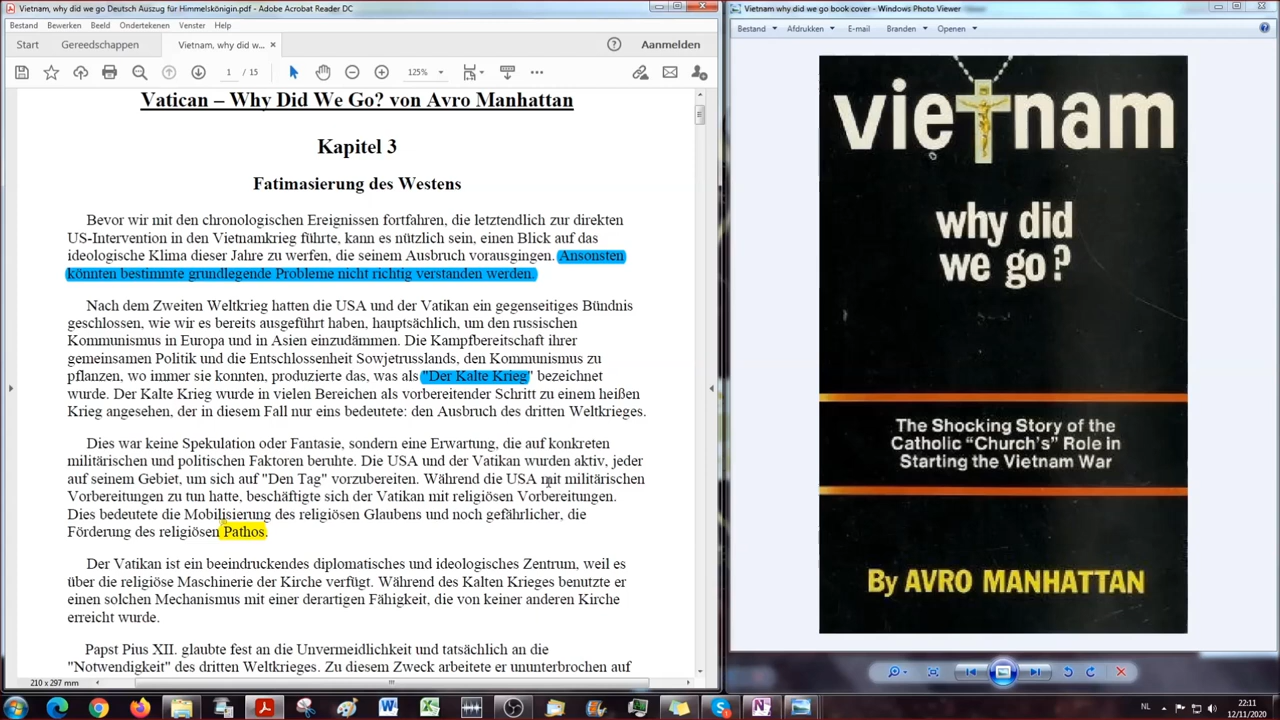 Vietnam, why did we go Deutsch Auszug für Himmelskönigin.pdf - Adobe Acrobat Reader DC
Bestand Bewerken Beeld Ondertekenen Venster Help
Start Gereedschappen Vietnam, why did w... × Anmelden
1 / 15 125%
Vatican – Why Did We Go? von Avro Manhattan
Kapitel 3
Fatimasierung des Westens
Bevor wir mit den chronologischen Ereignissen fortfahren, die letztendlich zur direkten
US-Intervention in den Vietnamkrieg führte, kann es nützlich sein, einen Blick auf das
ideologische Klima dieser Jahre zu werfen, die seinem Ausbruch vorausgingen. Ansonsten
könnten bestimmte grundlegende Probleme nicht richtig verstanden werden.
Nach dem Zweiten Weltkrieg hatten die USA und der Vatikan ein gegenseitiges Bündnis
geschlossen, wie wir es bereits ausgeführt haben, hauptsächlich, um den russischen
Kommunismus in Europa und in Asien einzudämmen. Die Kampfbereitschaft ihrer
gemeinsamen Politik und die Entschlossenheit Sowjetrusslands, den Kommunismus zu
pflanzen, wo immer sie konnten, produzierte das, was als "Der Kalte Krieg" bezeichnet
wurde. Der Kalte Krieg wurde in vielen Bereichen als vorbereitender Schritt zu einem heißen
Krieg angesehen, der in diesem Fall nur eins bedeutete: den Ausbruch des dritten Weltkrieges.
Dies war keine Spekulation oder Fantasie, sondern eine Erwartung, die auf konkreten
militärischen und politischen Faktoren beruhte. Die USA und der Vatikan wurden aktiv, jeder
auf seinem Gebiet, um sich auf "Den Tag" vorzubereiten. Während die USA mit militärischen
Vorbereitungen zu tun hatte, beschäftigte sich der Vatikan mit religiösen Vorbereitungen.
Dies bedeutete die Mobilisierung des religiösen Glaubens und noch gefährlicher, die
Förderung des religiösen Pathos.
Der Vatikan ist ein beeindruckendes diplomatisches und ideologisches Zentrum, weil es
über die religiöse Maschinerie der Kirche verfügt. Während des Kalten Krieges benutzte er
einen solchen Mechanismus mit einer derartigen Fähigkeit, die von keiner anderen Kirche
erreicht wurde.
Papst Pius XII. glaubte fest an die Unvermeidlichkeit und tatsächlich an die
"Notwendigkeit" des dritten Weltkrieges. Zu diesem Zweck arbeitete er ununterbrochen auf
210 x 297 mm
Vietnam why did we go book cover - Windows Photo Viewer
Bestand Afdrukken E-mail Branden Openen
vietnam
why did
we go?
The Shocking Story of the
Catholic "Church's" Role in
Starting the Vietnam War
By AVRO MANHATTAN
NL 22:11
12/11/2020